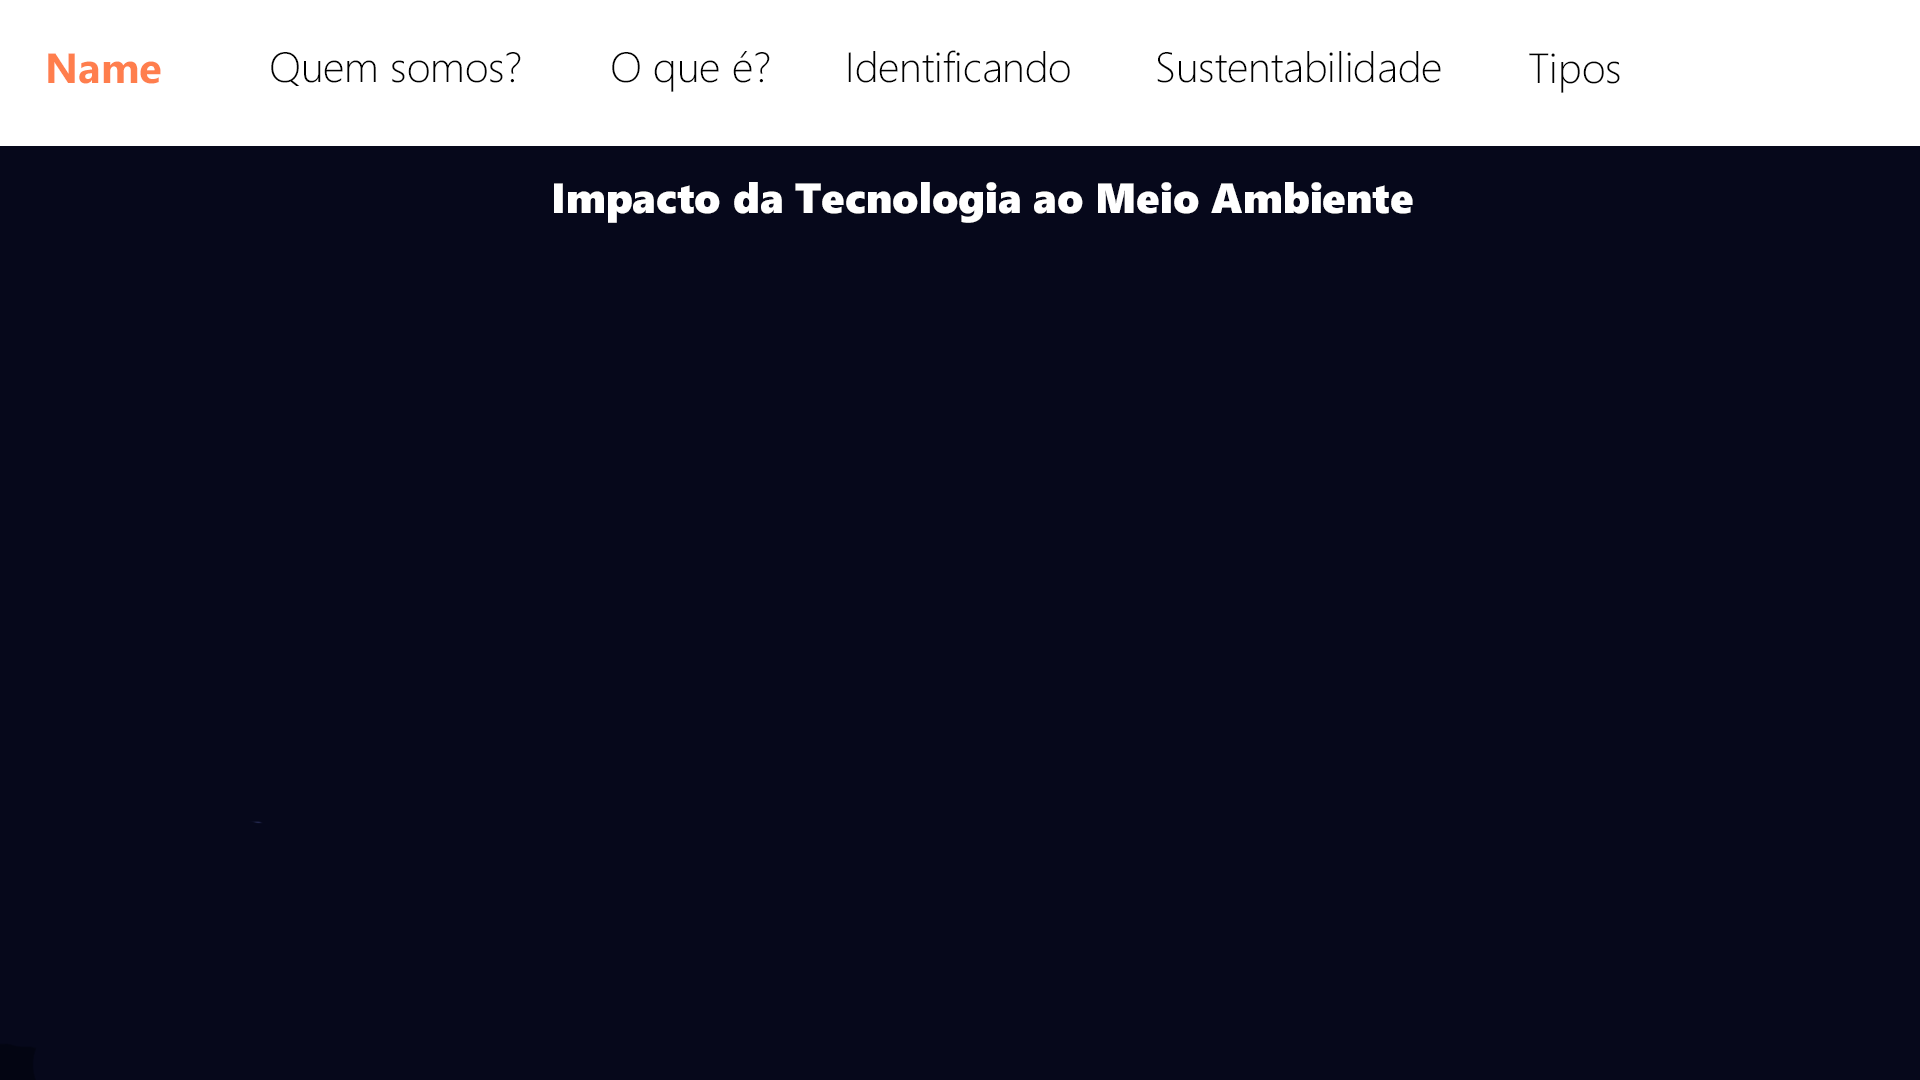 Name Quem somos? O que é? Identificando Sustentabilidade Tipos
Impacto da Tecnologia ao Meio Ambiente